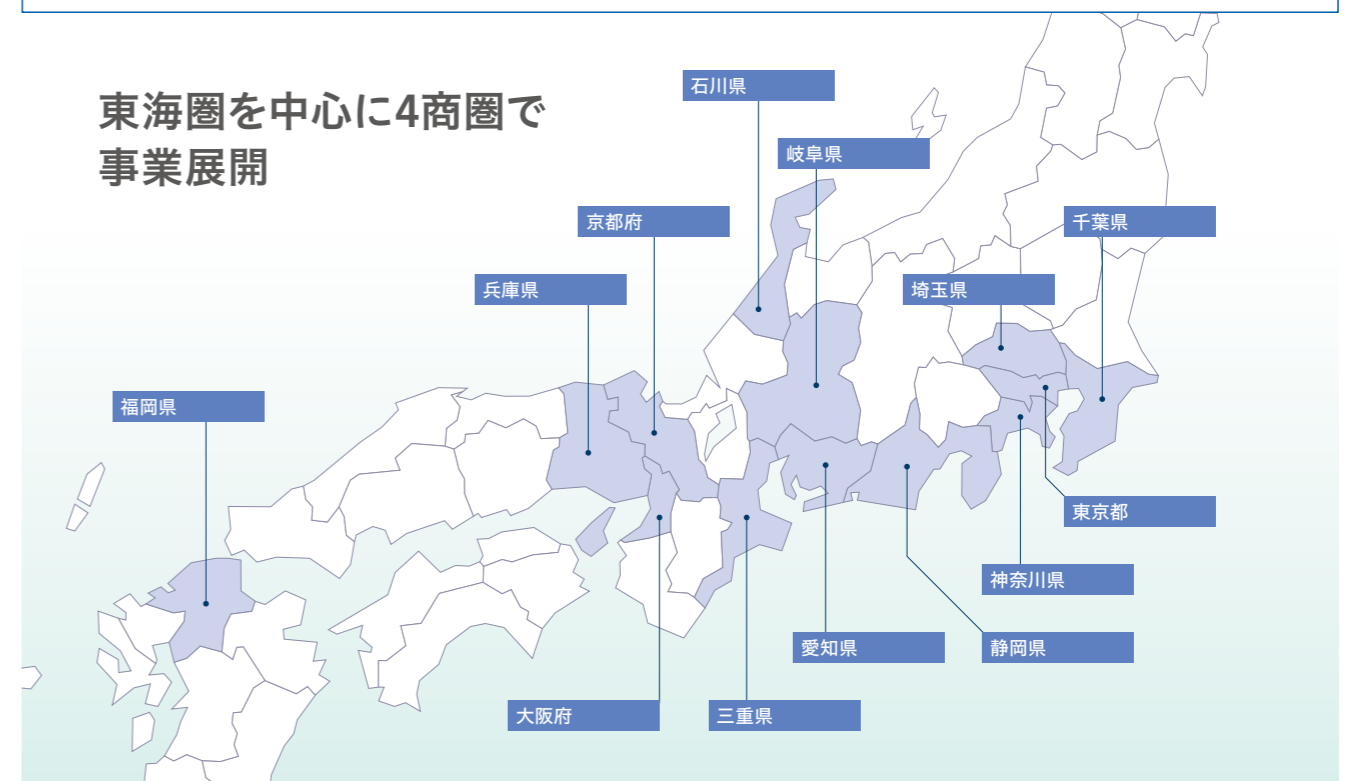 東海圏を中心に4商圏で
事業展開
石川県
岐阜県
京都府
千葉県
兵庫県
埼玉県
福岡県
東京都
神奈川県
愛知県
静岡県
大阪府
三重県